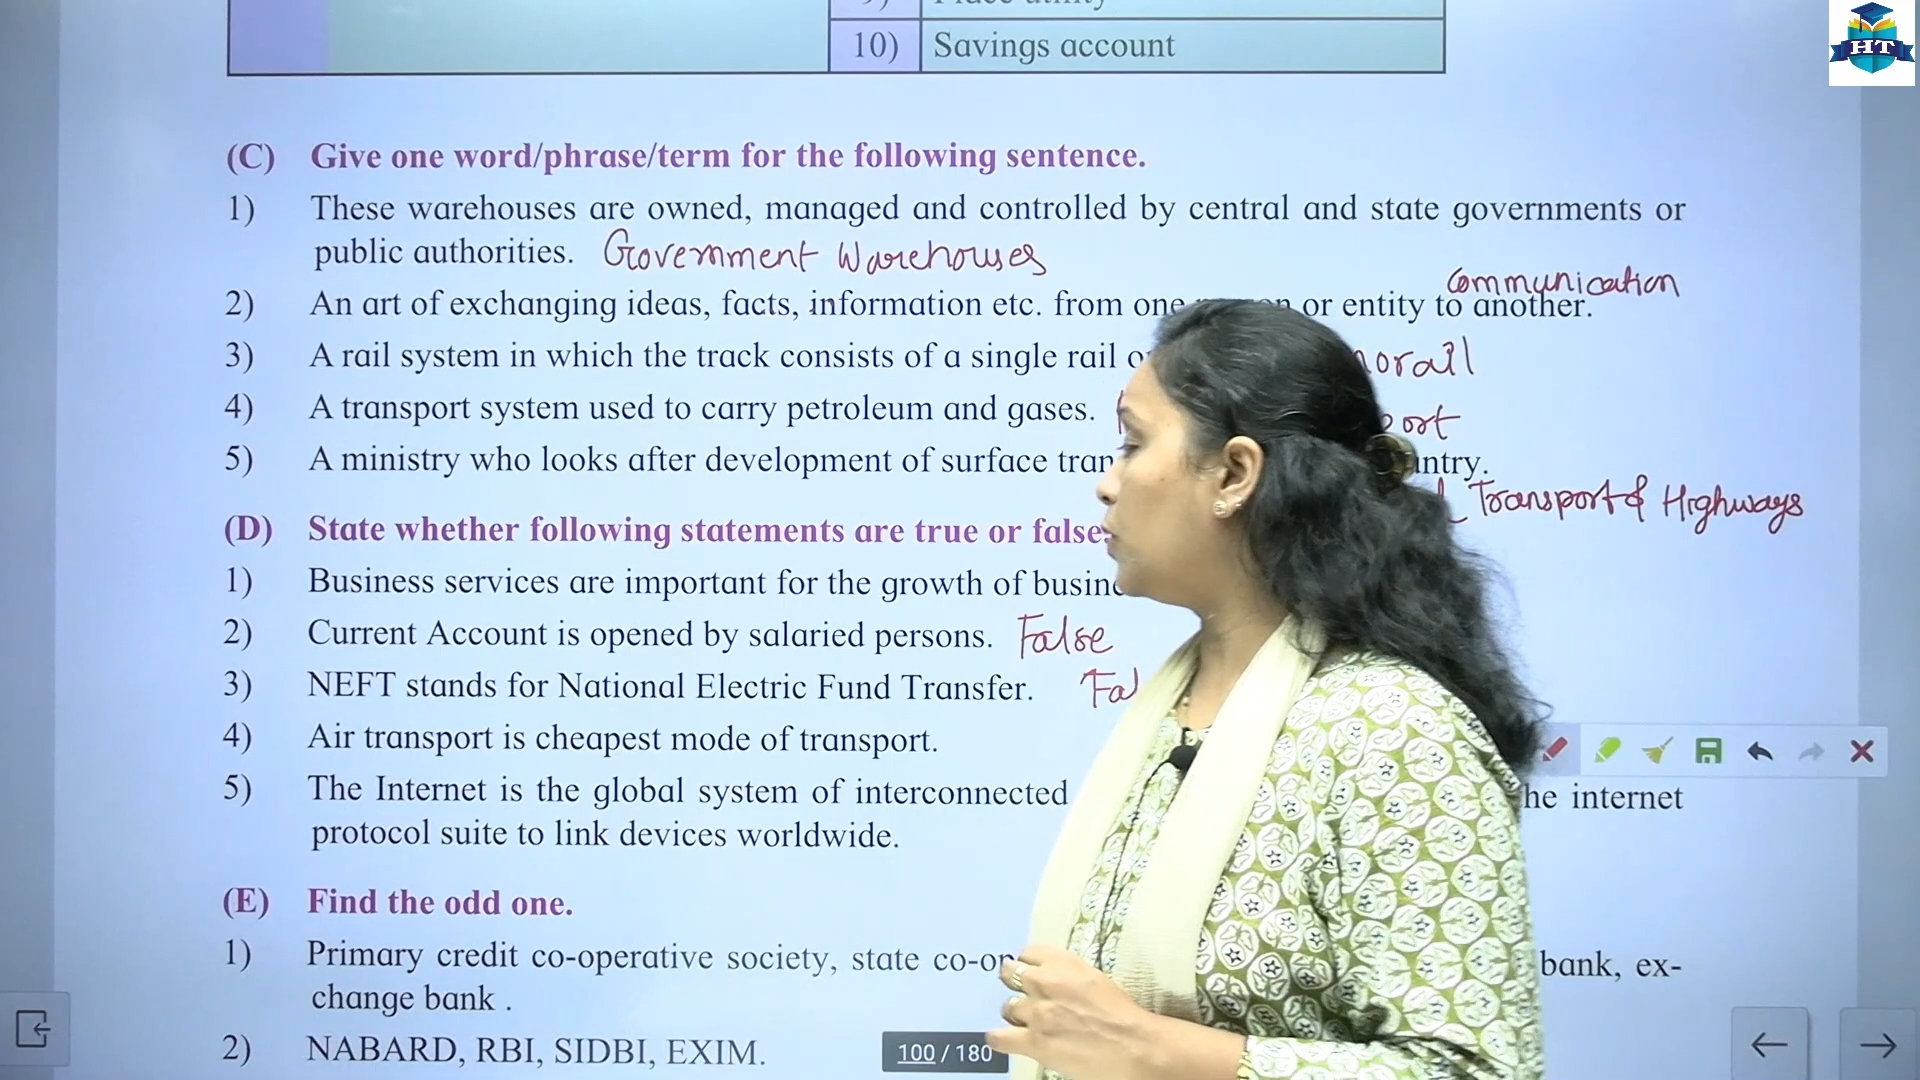 10) Savings account
HT
(C) Give one word/phrase/term for the following sentence.
1) These warehouses are owned, managed and controlled by central and state governments or
public authorities. Government Warehouses
communication
2) An art of exchanging ideas, facts, information etc. from one or entity to another.
3) A rail system in which the track consists of a single rail
4) A transport system used to carry petroleum and gases.
5) A ministry who looks after development of surface
Transport & Highways
(D) State whether following statements are true or false.
1) Business services are important for the growth of
2) Current Account is opened by salaried persons. False
3) NEFT stands for National Electric Fund Transfer.
4) Air transport is cheapest mode of transport.
5) The Internet is the global system of interconnected internet
protocol suite to link devices worldwide.
(E) Find the odd one.
1) Primary credit co-operative society, state bank, ex-
change bank .
2) NABARD, RBI, SIDBI, EXIM.
100 / 180